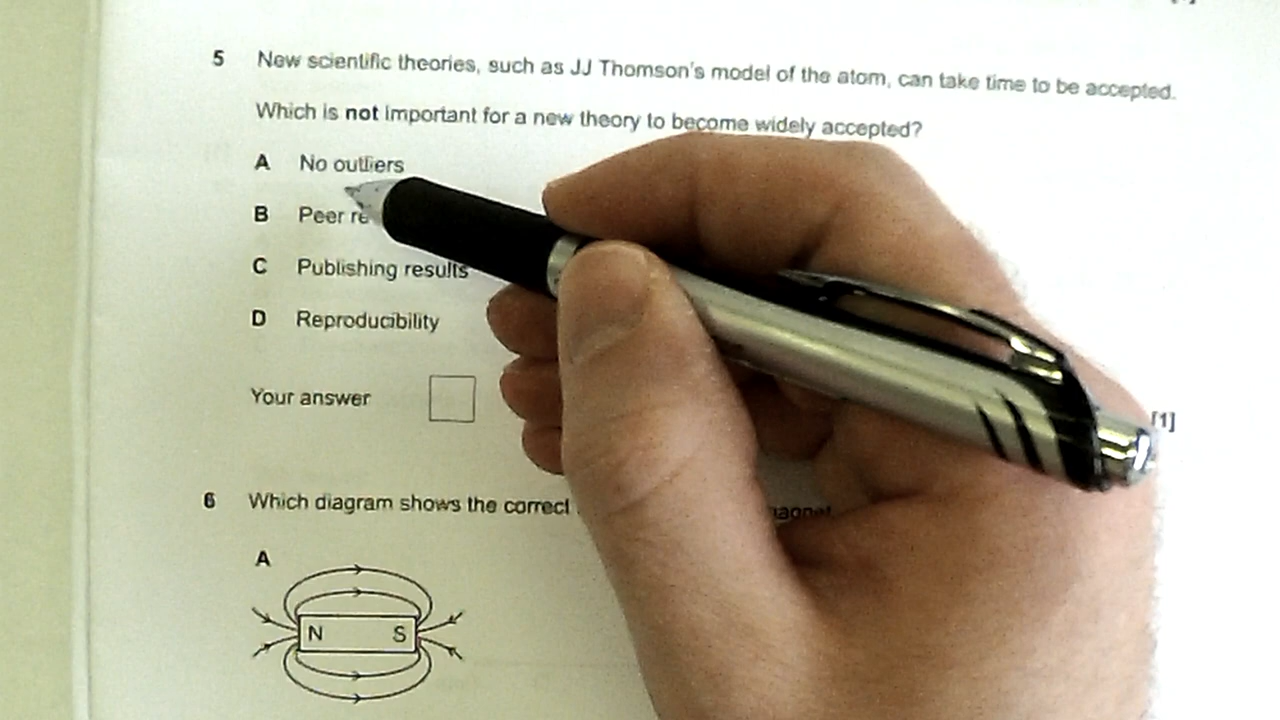 5 New scientific theories, such as JJ Thomson's model of the atom, can take time to be accepted.
Which is not important for a new theory to become widely accepted?
A No outliers
B Peer
C Publishing results
D Reproducibility
Your answer
[1]
6 Which diagram shows the correct
A
N S